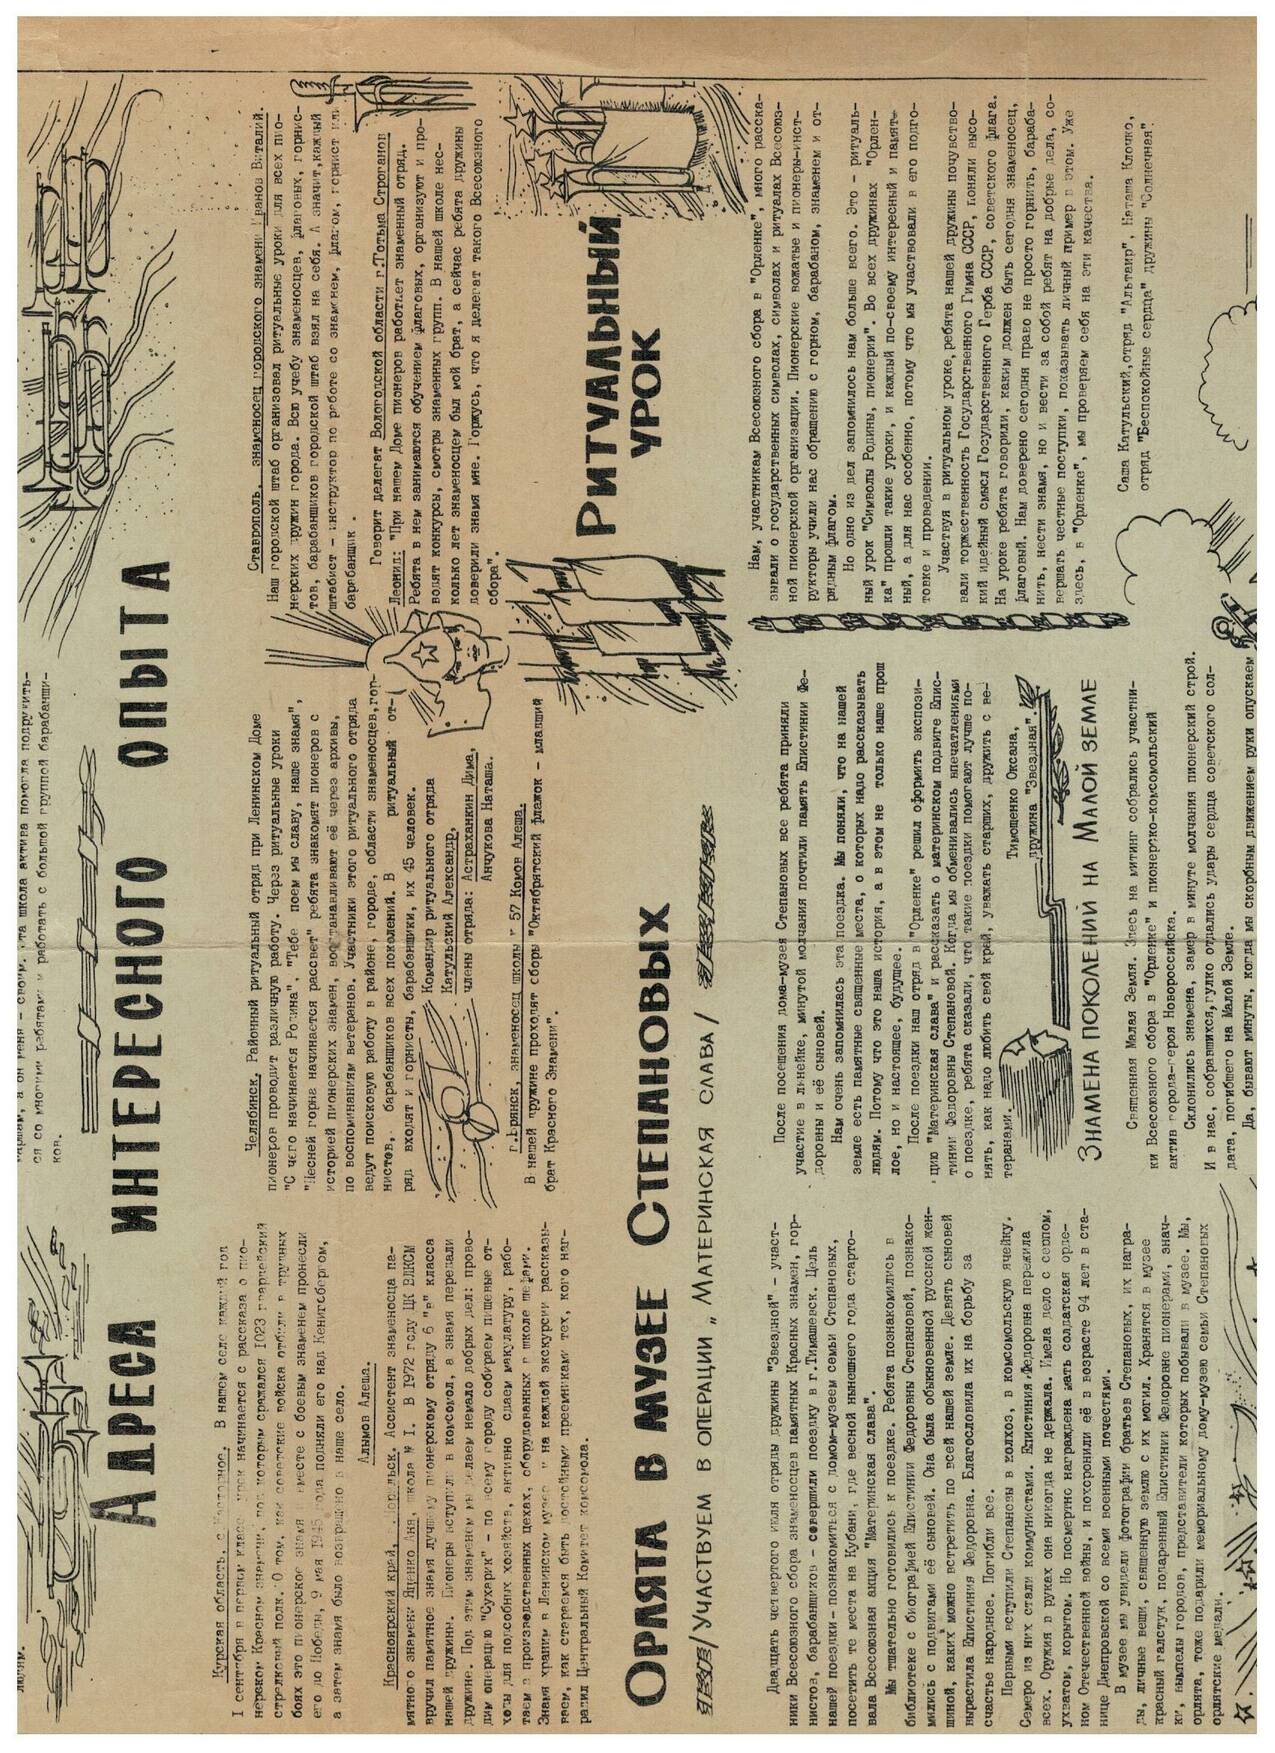 людям.
а он меня - своим. Эта школа актива помогла подружить-
ся со многими ребятами и работать с большой группой барабанщи-
ков.
АДРЕСА ИНТЕРЕСНОГО ОПЫТА
Курская область, с. Касторное. В нашем селе каждый год
I сентября в первом классе урок начинается с рассказа о пио-
нерском Красном знамени, под которым сражался 1023 гвардейский
стрелковый полк. О том, как советские войска отбили в трудных
боях это пионерское знамя и вместе с боевым знаменем пронесли
его до Победы, 9 мая 1945 года подняли его над Кенигсбергом,
а затем знамя было возвращено в наше село.
Алымов Алеша.
Красноярский край, г.Норильск. Ассистент знаменосца па-
мятного знамени Яценко Аня, школа № I. В 1972 году ЦК ВЛКСМ
вручил памятное знамя лучшему пионерскому отряду 6 "в" класса
нашей дружины. Пионеры вступили в комсомол, а знамя передали
дружине. Под этим знаменем мы делаем немало добрых дел: прово-
дим операцию "Сухарик" - по всему городу собираем пищевые от-
ходы для подсобных хозяйств, активно сдаем макулатуру, рабо-
таем в производственных цехах, оборудованных в школе шефами.
Знамя храним в Ленинском музее и на каждой экскурсии рассказы-
ваем, как стараемся быть достойными преемниками тех, кого наг-
радил Центральный Комитет комсомола.
Челябинск. Районный ритуальный отряд при Ленинском Доме
пионеров проводит различную работу. Через ритуальные уроки
"С чего начинается Родина", "Тебе поем мы славу, наше знамя",
"Песней горна начинается рассвет" ребята знакомят пионеров с
историей пионерских знамен, восстанавливают её через архивы,
по воспоминаниям ветеранов. Участники этого ритуального отряда
ведут поисковую работу в районе, городе, области знаменосцев, гор-
нистов, барабанщиков всех поколений. В ритуальный от-
ряд входят и горнисты, барабанщики, их 45 человек.
Командир ритуального отряда
Катульский Александр,
члены отряда: Астраханкин Дима,
Анчукова Наташа.
г.Брянск, знаменосец школы № 57 Комов Алеша.
В нашей дружине проходят сборы "Октябрятский флажок - младший
брат Красного Знамени".
Ставрополь, знаменосец городского знамени Иванов Виталий.
Наш городской штаб организовал ритуальные уроки для всех пио-
нерских дружин города. Всю учебу знаменосцев, флаговых, горнис-
тов, барабанщиков городской штаб взял на себя. А значит, каждый
штабист - инструктор по работе со знаменем, флагом, горнист или
барабанщик .
Говорит делегат Вологодской области г.Тотьма Строганов
Леонид: "При нашем Доме пионеров работает знаменный отряд.
Ребята в нем занимаются обучением флаговых, организуют и про-
водят конкурсы, смотры знаменных групп. В нашей школе нес-
колько лет знаменосцем был мой брат, а сейчас ребята дружины
доверили знамя мне. Горжусь, что я делегат такого Всесоюзного
сбора".
ОРЛЯТА В МУЗЕЕ СТЕПАНОВЫХ
/УЧАСТВУЕМ В ОПЕРАЦИИ „МАТЕРИНСКАЯ СЛАВА/
Двадцать четвертого июля отряды дружины "Звездной" - участ-
ники Всесоюзного сбора знаменосцев памятных Красных знамен, гор-
нистов, барабанщиков - совершили поездку в г.Тимашевск. Цель
нашей поездки- познакомиться с домом-музеем семьи Степановых,
посетить те места на Кубани, где весной нынешнего года старто-
вала Всесоюзная акция "Материнская слава".
Мы тщательно готовились к поездке. Ребята познакомились в
библиотеке с биографией Епистинии Федоровны Степановой, познако-
мились с подвигами её сыновей. Она была обыкновенной русской жен-
щиной, каких можно встретить по всей нашей земле. Девять сыновей
вырастила Епистиния Федоровна. Благословила их на борьбу за
счастье народное. Погибли все.
Первыми вступили Степановы в колхоз, в комсомольскую ячейку.
Семеро из них стали коммунистами. Епистиния Федоровна пережила
всех. Оружия в руках она никогда не держала. Имела дело с серпом,
ухватом, корытом. Но посмертно награждена мать солдатская орде-
ном Отечественной войны, и похоронили её в возрасте 94 лет в ста-
нице Днепровской со всеми военными почестями.
В музее мы увидели фотографии братьев Степановых, их награ-
ды, личные вещи, священную землю с их могил. Хранятся в музее
красный галстук, подаренный Епистинии Федоровне пионерами, знач-
ки, вымпелы городов, представители которых побывали в музее. Мы,
орлята, тоже подарили мемориальному дому-музею семьи Степановых
орлятские медали.
После посещения дома-музея Степановых все ребята приняли
участие в линейке, минутой молчания почтили память Епистинии Фе-
доровны и её сыновей.
Нам очень запомнилась эта поездка. Мы поняли, что на нашей
земле есть памятные священные места, о которых надо рассказывать
людям. Потому что это наша история, а в этом не только наше прош
лое, но и настоящее, будущее.
После поездки наш отряд в "Орленке" решил оформить экспози-
цию "Материнская слава" и рассказать о материнском подвиге Епис-
тинии Федоровны Степановой. Когда мы обменивались впечатлениями
о поездке, ребята сказали, что такие поездки помогают лучше по-
нять, как надо любить свой край, уважать старших, дружить с ве-
теранами.
Тимощенко Оксана,
дружина "Звездная".
ЗНАМЕНА ПОКОЛЕНИЙ НА МАЛОЙ ЗЕМЛЕ
Священная Малая Земля. Здесь на митинг собрались участни-
ки Всесоюзного сбора в "Орленке" и пионерско-комсомольский
актив города-героя Новороссийска.
Склонились знамена, замер в минуте молчания пионерский строй.
И в нас, собравшихся, гулко отдались удары сердца советского сол-
дата, погибшего на Малой Земле.
Да, бывают минуты, когда мы скорбным движением руки опускаем
РИТУАЛЬНЫЙ
УРОК
Нам, участникам Всесоюзного сбора в "Орленке", много расска-
зывали о государственных символах, символах и ритуалах Всесоюз-
ной пионерской организации. Пионерские вожатые и пионеры-инст-
рукторы учили нас обращению с горном, барабаном, знаменем и от-
рядным флагом.
Но одно из дел запомнилось нам больше всего. Это - ритуаль-
ный урок "Символы Родины, пионерии". Во всех дружинах "Орлен-
ка" прошли такие уроки, и каждый по-своему интересный и памят-
ный, а для нас особенно, потому что мы участвовали в его подго-
товке и проведении.
Участвуя в ритуальном уроке, ребята нашей дружины почувство-
вали торжественность Государственного Гимна СССР, поняли высо-
кий идейный смысл Государственного Герба СССР, советского флага.
На уроке ребята говорили, каким должен быть сегодня знаменосец,
флаговый. Нам доверено сегодня право не просто горнить, бараба-
нить, нести знамя, но и вести за собой ребят на добрые дела, со-
вершать честные поступки, показывать личный пример в этом. Уже
здесь, в "Орленке", мы проверяем себя на эти качества.
Саша Катульский, отряд "Альтаир", Наташа Клочко,
отряд "Беспокойные сердца" дружины "Солнечная"